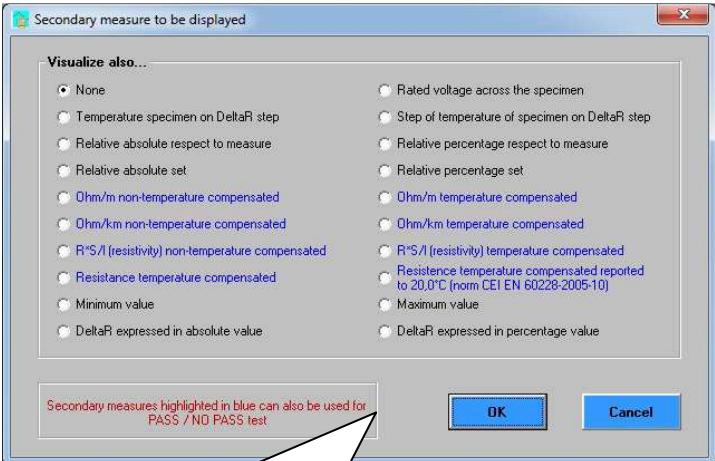 Secondary measure to be displayed
Visualize also...
None
Rated voltage across the specimen
Temperature specimen on DeltaR step
Step of temperature of specimen on DeltaR step
Relative absolute respect to measure
Relative percentage respect to measure
Relative absolute set
Relative percentage set
Ohm/m non-temperature compensated
Ohm/m temperature compensated
Ohm/km non-temperature compensated
Ohm/km temperature compensated
R*S/l (resistivity) non-temperature compensated
R*S/l (resistivity) temperature compensated
Resistance temperature compensated
Resistence temperature compensated reported
to 20,0°C (norm CEI EN 60228-2005-10)
Minimum value
Maximum value
DeltaR expressed in absolute value
DeltaR expressed in percentage value
Secondary measures highlighted in blue can also be used for
PASS / NO PASS test
OK
Cancel